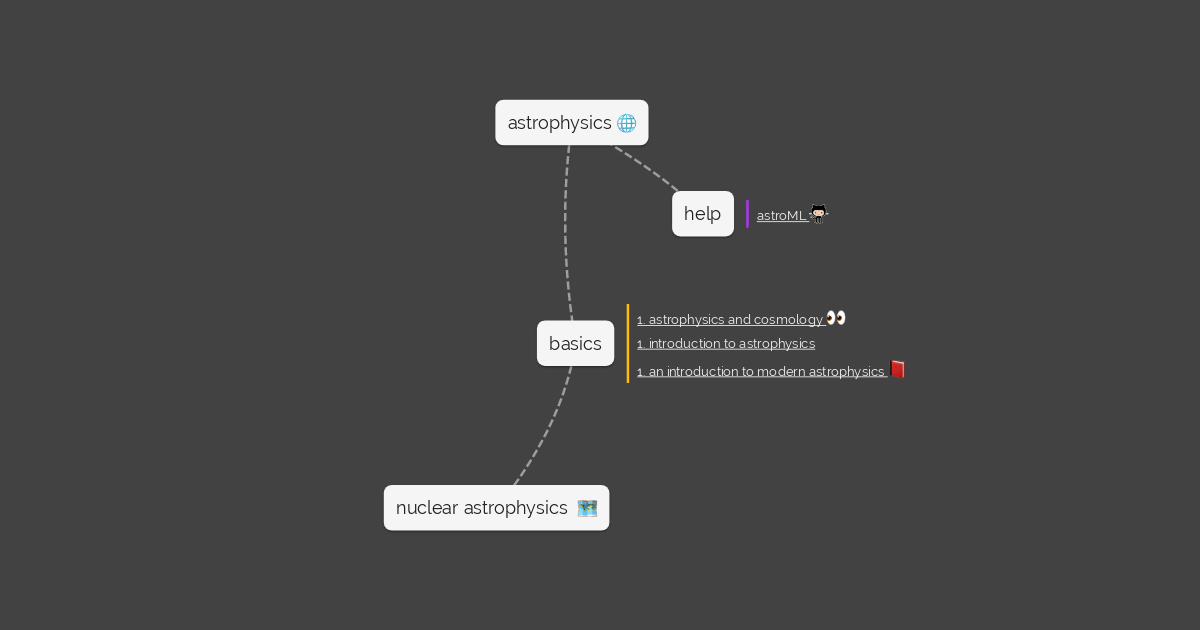 astrophysics
help
astroML
1. astrophysics and cosmology
basics
1. introduction to astrophysics
1. an introduction to modern astrophysics
nuclear astrophysics